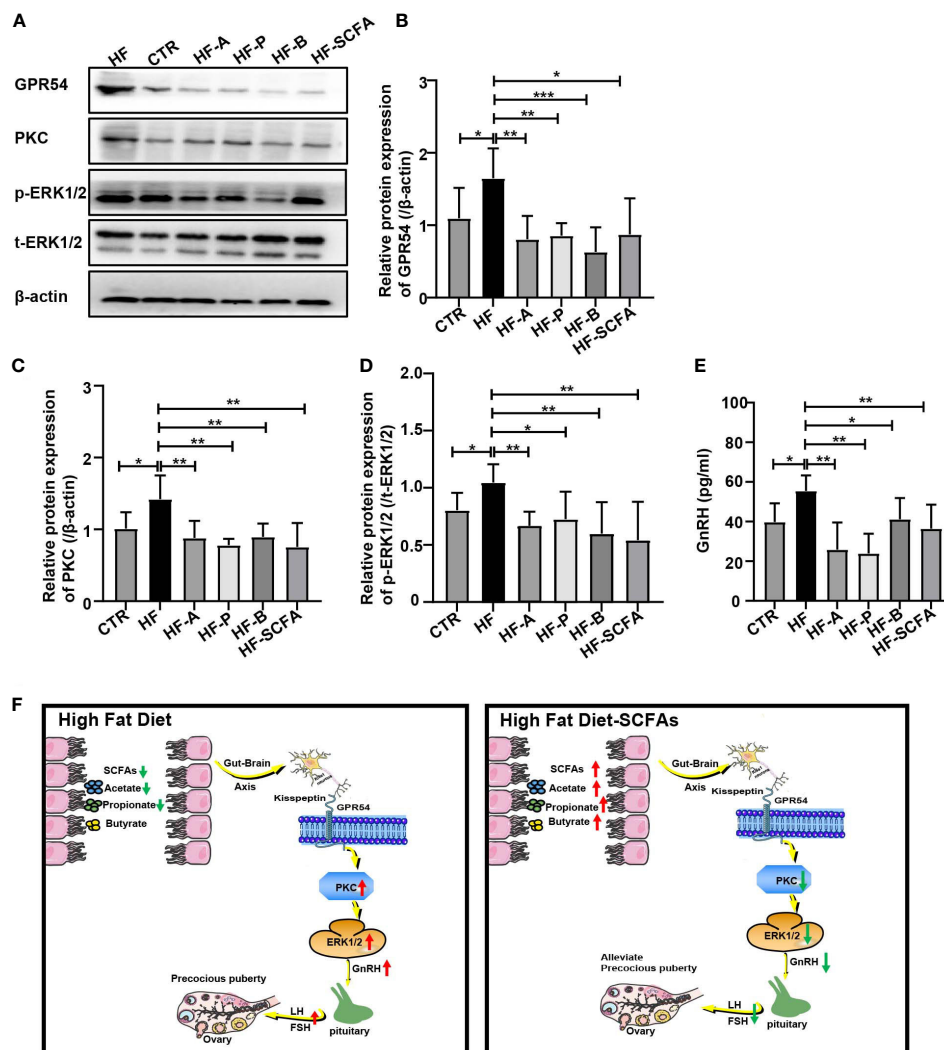 A
HF CTR HF-A HF-P HF-B HF-SCFA
GPR54
PKC
p-ERK1/2
t-ERK1/2
β-actin
B
Relative protein expression
of GPR54 (/β-actin)
3
2
1
0
*
***
**
* **
CTR HF HF-A HF-P HF-B HF-SCFA
C
Relative protein expression
of PKC (/β-actin)
3
2
1
0
**
**
**
* **
CTR HF HF-A HF-P HF-B HF-SCFA
D
Relative protein expression
of p-ERK1/2 (/t-ERK1/2)
2.0
1.5
1.0
0.5
0.0
**
**
*
* **
CTR HF HF-A HF-P HF-B HF-SCFA
E
GnRH (pg/ml)
100
80
60
40
20
0
**
*
**
* **
CTR HF HF-A HF-P HF-B HF-SCFA
F
High Fat Diet
SCFAs
Acetate
Propionate
Butyrate
Gut-Brain
Axis
Kisspeptin
GPR54
PKC
ERK1/2
GnRH
Precocious puberty
LH
FSH
Ovary
pituitary
High Fat Diet-SCFAs
SCFAs
Acetate
Propionate
Butyrate
Gut-Brain
Axis
Kisspeptin
GPR54
PKC
ERK1/2
GnRH
Alleviate
Precocious puberty
LH
FSH
Ovary
pituitary